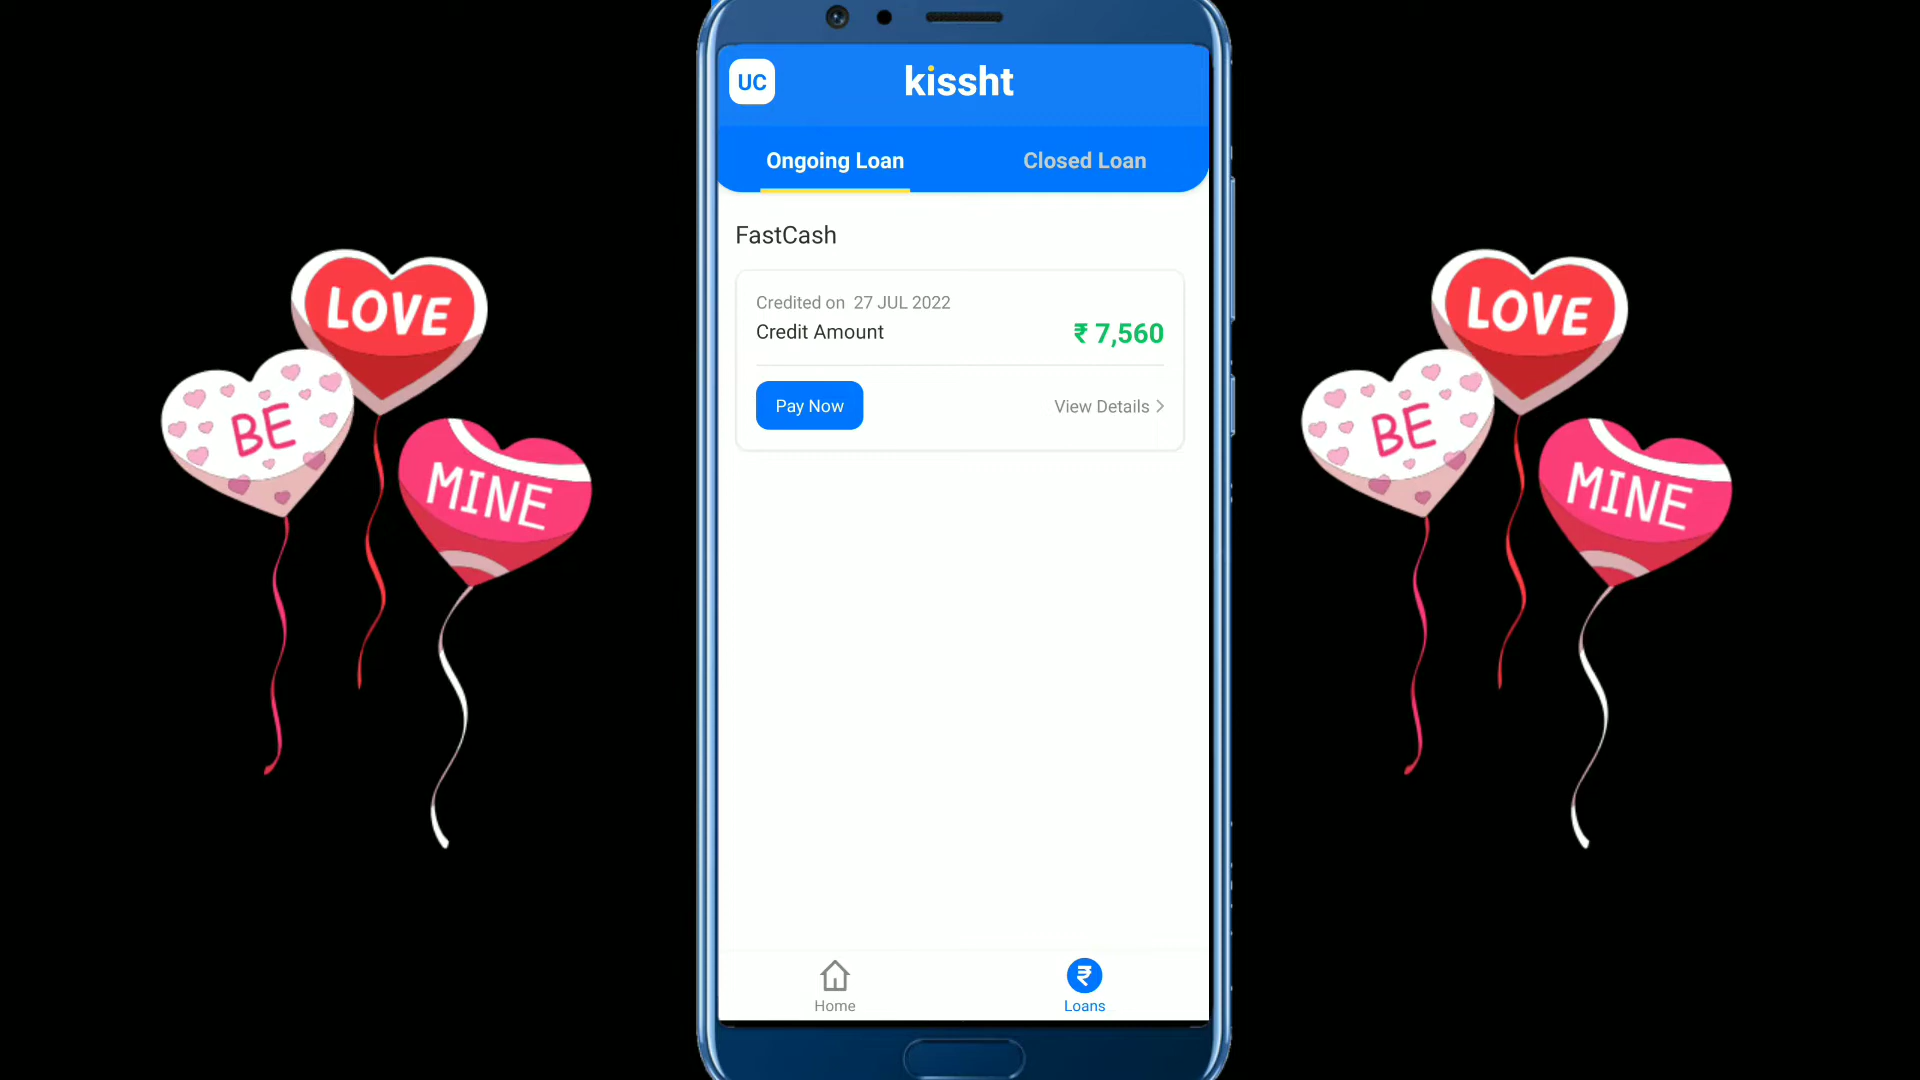 UC
kissht
Ongoing Loan
Closed Loan
FastCash
Credited on 27 JUL 2022
Credit Amount
₹ 7,560
Pay Now
View Details
Home
₹
Loans
LOVE
BE
MINE
LOVE
BE
MINE